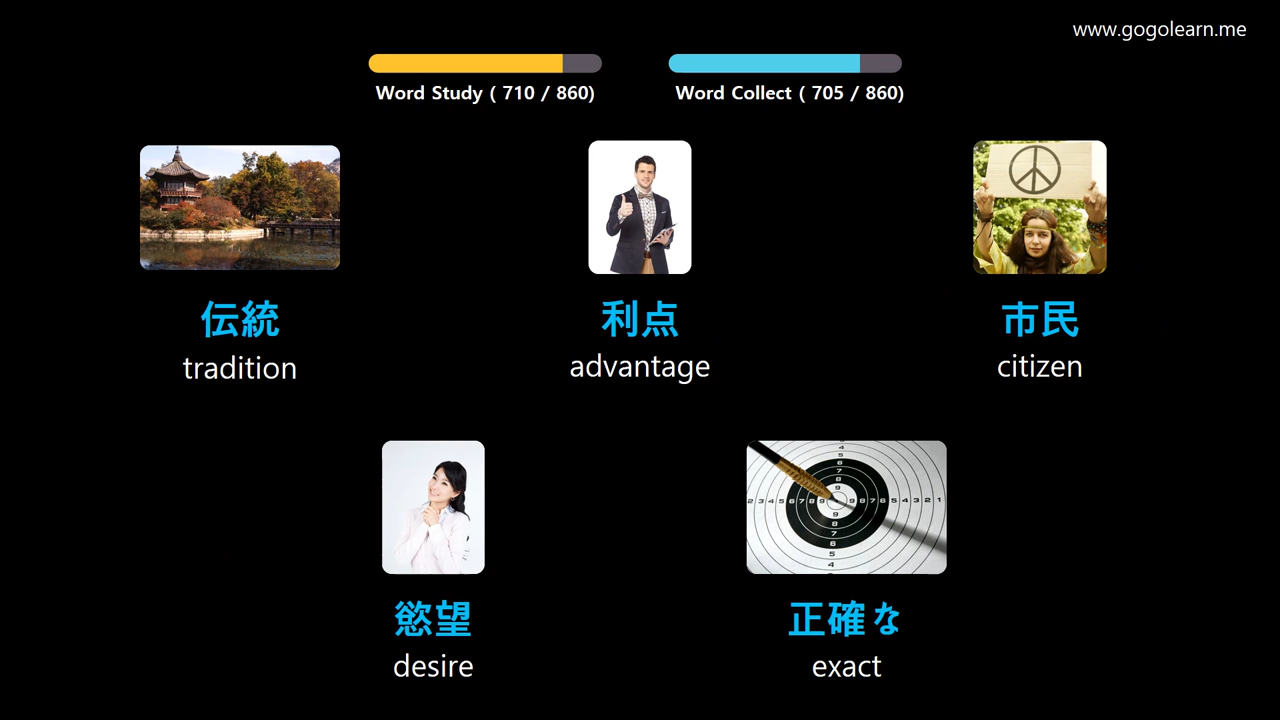 www.gogolearn.me
Word Study ( 710 / 860)
Word Collect ( 705 / 860)
伝統
tradition
利点
advantage
市民
citizen
慾望
desire
正確な
exact